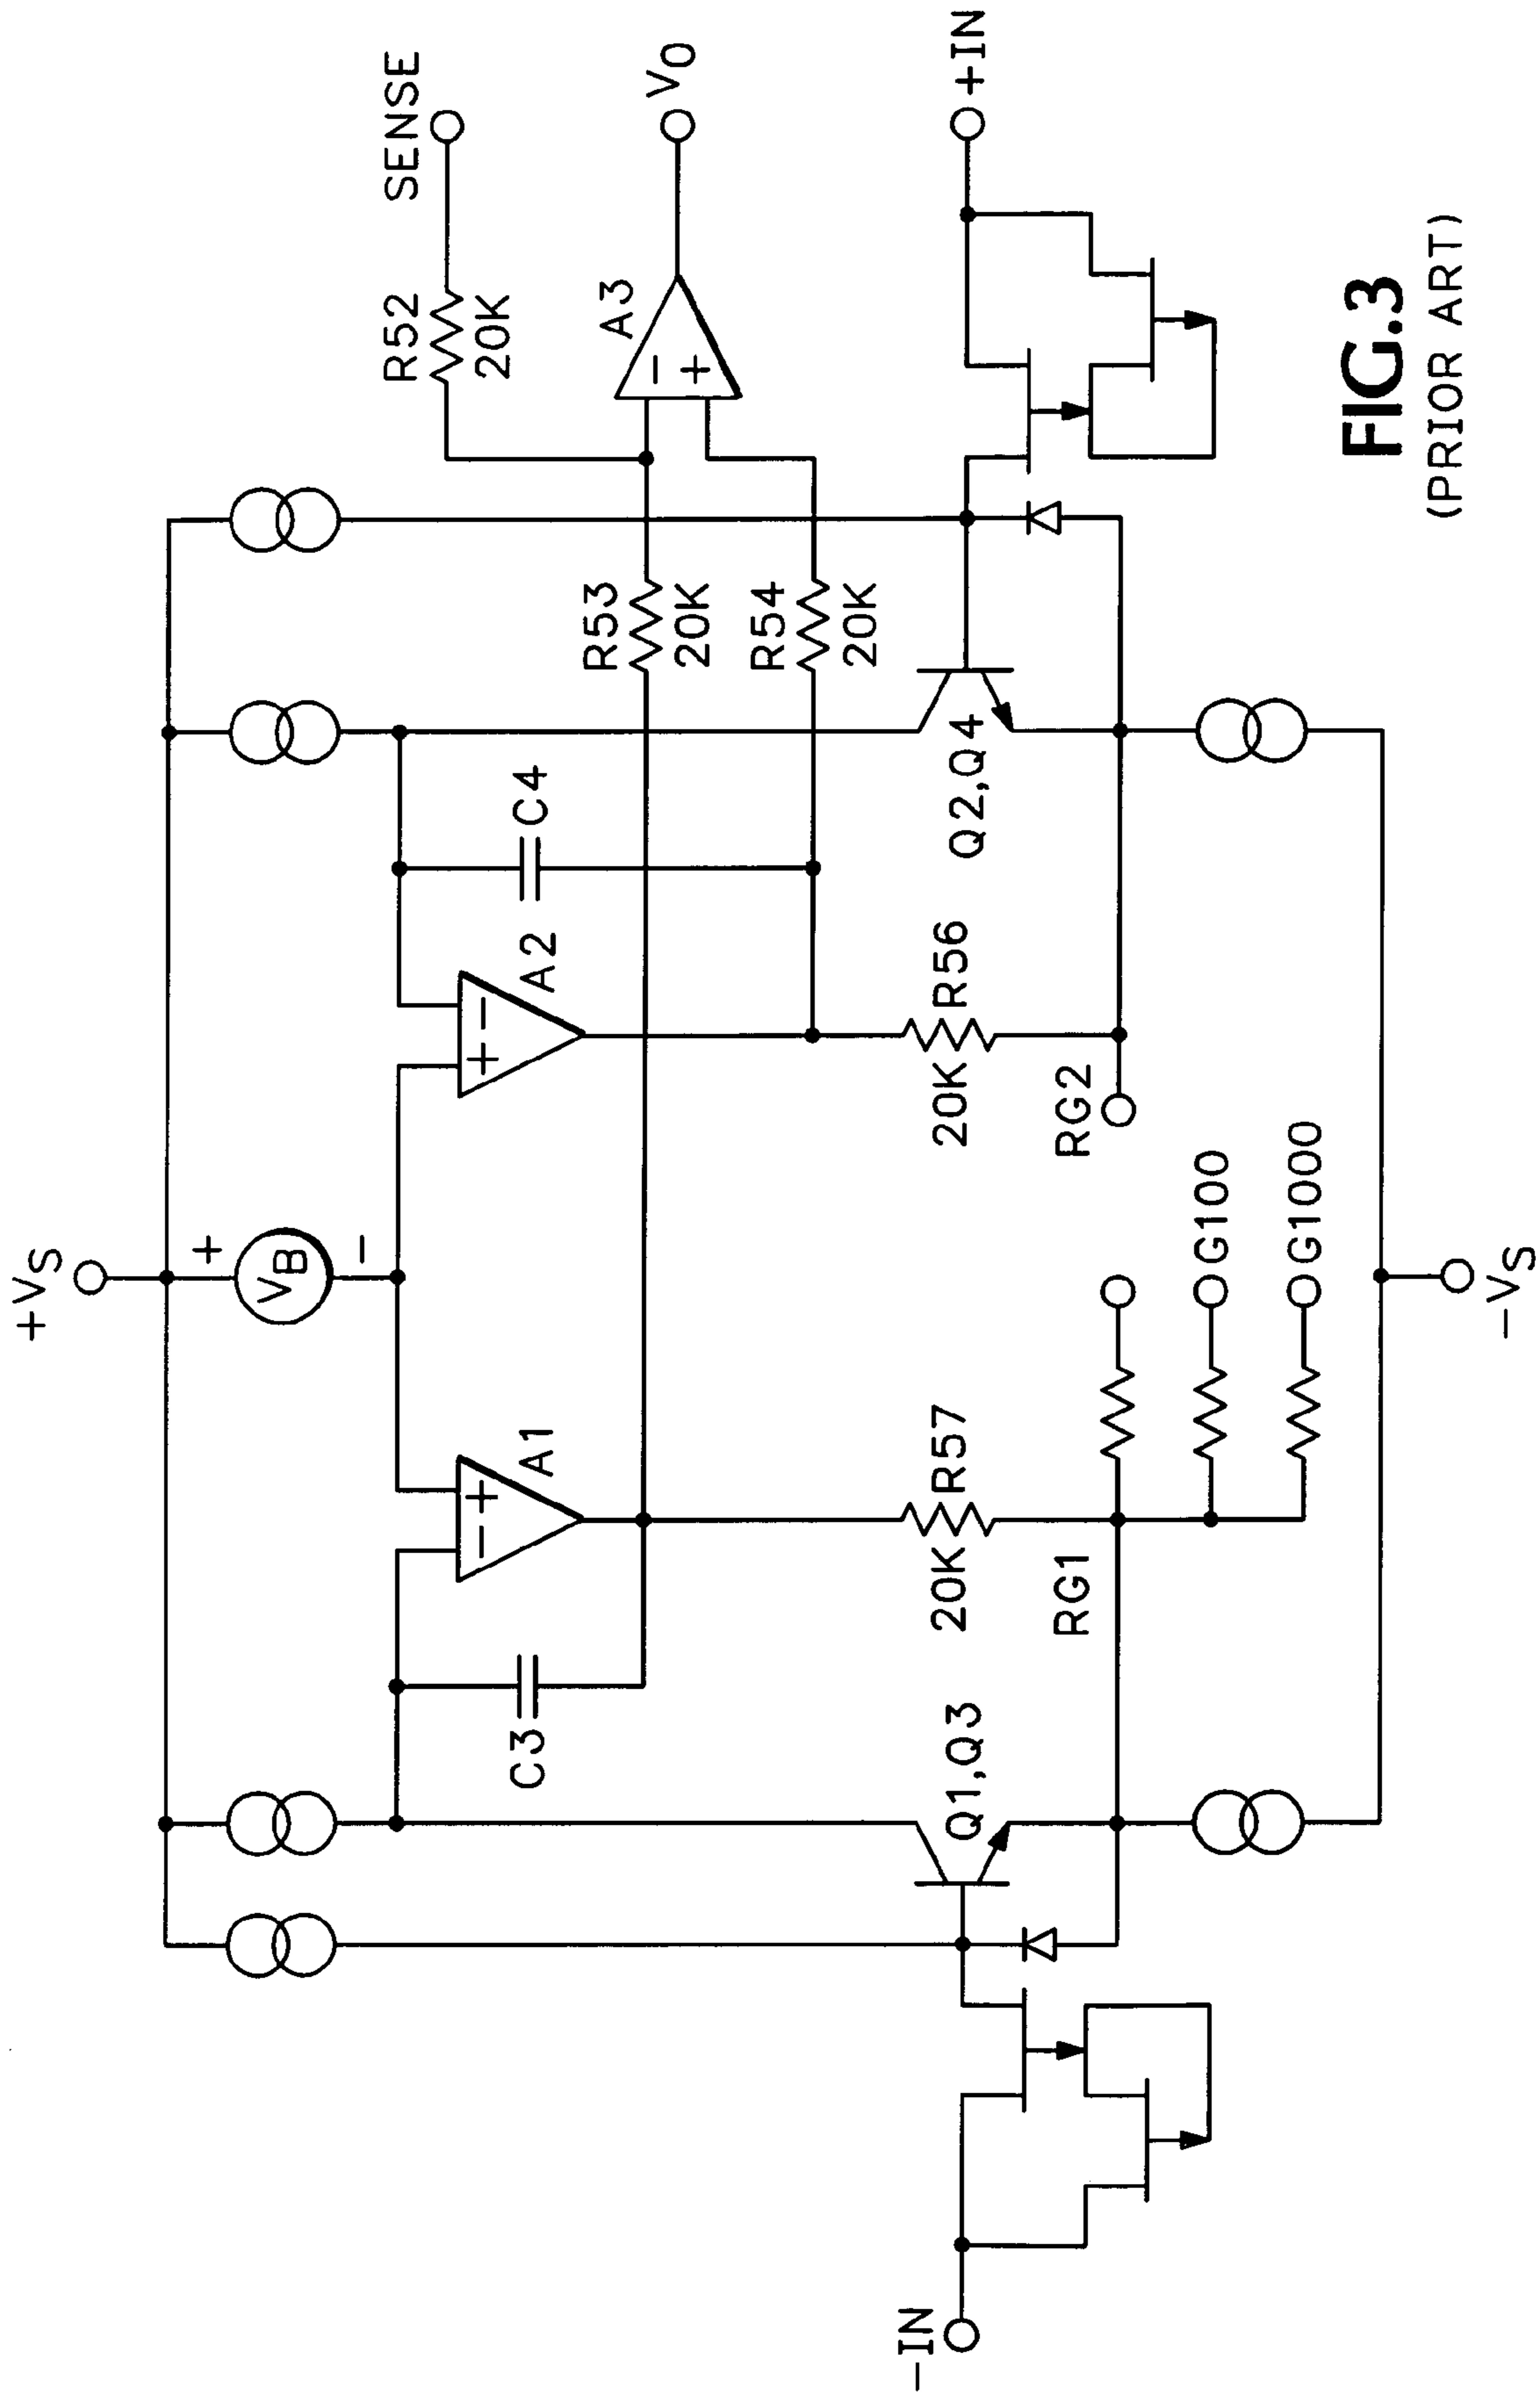 +VS
VB
+
−
SENSE
R52
20K
A3
−
+
VO
R53
20K
R54
20K
C4
A2
+
−
A1
−
+
C3
R56
20K
R57
20K
RG2
RG1
G100
G1000
Q2,Q4
Q1,Q3
+IN
−IN
−VS
FIG.3
(PRIOR ART)